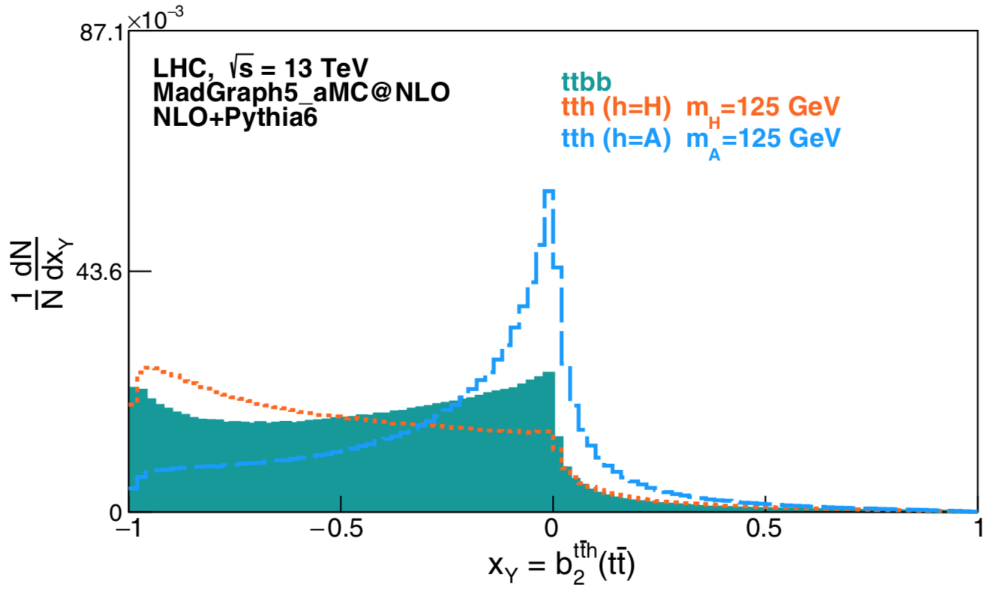 87.1 ×10⁻³
LHC, √s = 13 TeV
MadGraph5_aMC@NLO
NLO+Pythia6
ttbb
tth (h=H) m_H=125 GeV
tth (h=A) m_A=125 GeV
1/N dN/dx_Y
43.6
0
−1 −0.5 0 0.5 1
x_Y = b₂^{tt̄h}(tt̄)